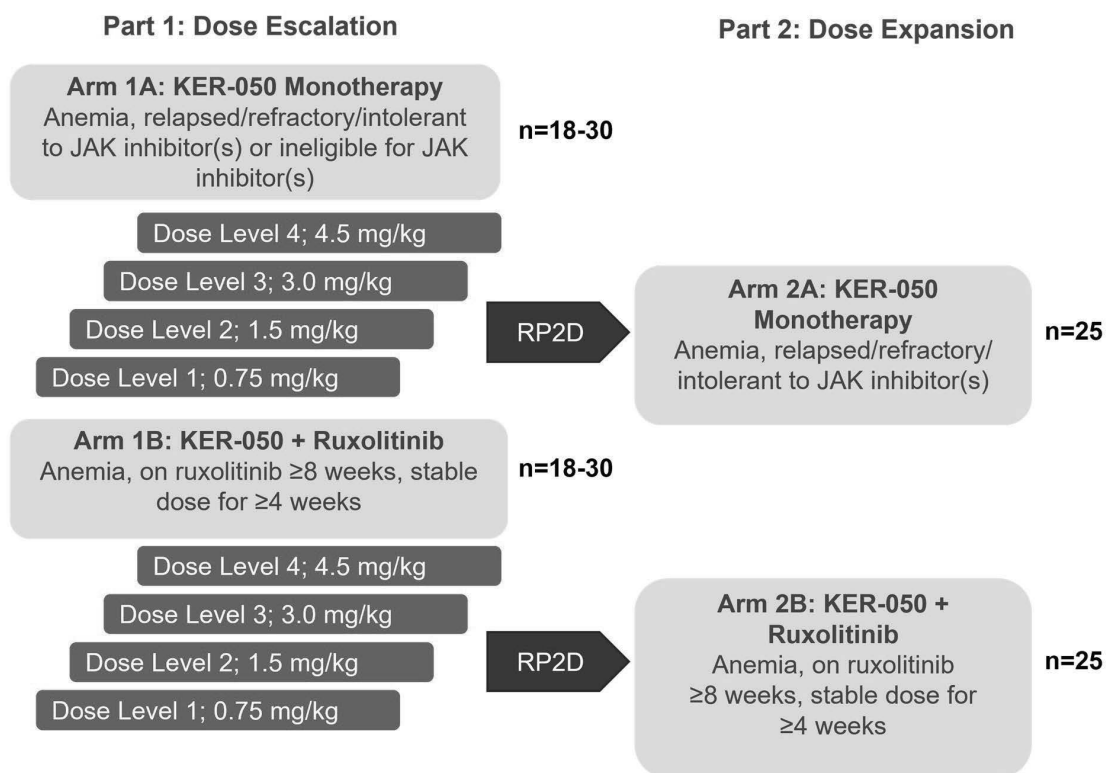 Part 1: Dose Escalation
Part 2: Dose Expansion
Arm 1A: KER-050 Monotherapy
Anemia, relapsed/refractory/intolerant
to JAK inhibitor(s) or ineligible for JAK
inhibitor(s)
n=18-30
Dose Level 4; 4.5 mg/kg
Dose Level 3; 3.0 mg/kg
Dose Level 2; 1.5 mg/kg
Dose Level 1; 0.75 mg/kg
RP2D
Arm 2A: KER-050
Monotherapy
Anemia, relapsed/refractory/
intolerant to JAK inhibitor(s)
n=25
Arm 1B: KER-050 + Ruxolitinib
Anemia, on ruxolitinib ≥8 weeks, stable
dose for ≥4 weeks
n=18-30
Dose Level 4; 4.5 mg/kg
Dose Level 3; 3.0 mg/kg
Dose Level 2; 1.5 mg/kg
Dose Level 1; 0.75 mg/kg
RP2D
Arm 2B: KER-050 +
Ruxolitinib
Anemia, on ruxolitinib
≥8 weeks, stable dose for
≥4 weeks
n=25